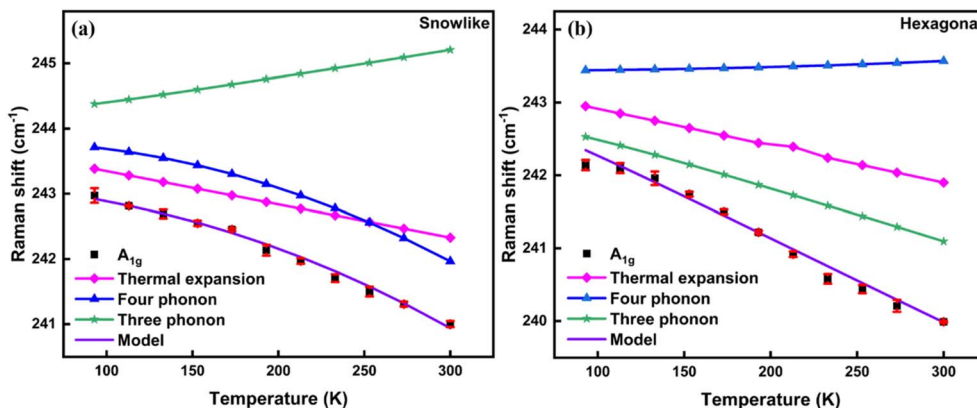 (a)
Snowlike
Raman shift (cm-1)
245
244
243
242
241
A1g
Thermal expansion
Four phonon
Three phonon
Model
100
150
200
250
300
Temperature (K)
(b)
Hexagona
Raman shift (cm-1)
244
243
242
241
240
A1g
Thermal expansion
Four phonon
Three phonon
Model
100
150
200
250
300
Temperature (K)